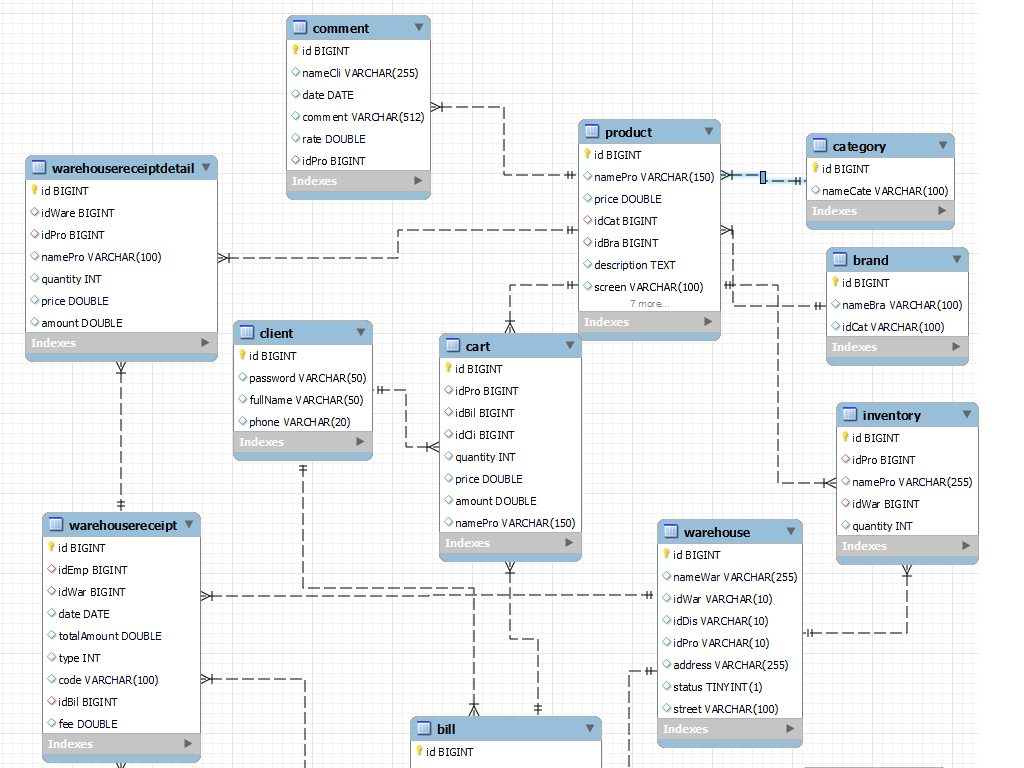 comment
id BIGINT
nameCli VARCHAR(255)
date DATE
comment VARCHAR(512)
rate DOUBLE
idPro BIGINT
Indexes
product
id BIGINT
namePro VARCHAR(150)
price DOUBLE
idCat BIGINT
idBra BIGINT
description TEXT
screen VARCHAR(100)
7 more...
Indexes
category
id BIGINT
nameCate VARCHAR(100)
Indexes
warehousereceiptdetail
id BIGINT
idWare BIGINT
idPro BIGINT
namePro VARCHAR(100)
quantity INT
price DOUBLE
amount DOUBLE
Indexes
brand
id BIGINT
nameBra VARCHAR(100)
idCat VARCHAR(100)
Indexes
client
id BIGINT
password VARCHAR(50)
fullName VARCHAR(50)
phone VARCHAR(20)
Indexes
cart
id BIGINT
idPro BIGINT
idBil BIGINT
idCli BIGINT
quantity INT
price DOUBLE
amount DOUBLE
namePro VARCHAR(150)
Indexes
inventory
id BIGINT
idPro BIGINT
namePro VARCHAR(255)
idWar BIGINT
quantity INT
Indexes
warehousereceipt
id BIGINT
idEmp BIGINT
idWar BIGINT
date DATE
totalAmount DOUBLE
type INT
code VARCHAR(100)
idBil BIGINT
fee DOUBLE
Indexes
warehouse
id BIGINT
nameWar VARCHAR(255)
idWar VARCHAR(10)
idDis VARCHAR(10)
idPro VARCHAR(10)
address VARCHAR(255)
status TINYINT(1)
street VARCHAR(100)
Indexes
bill
id BIGINT